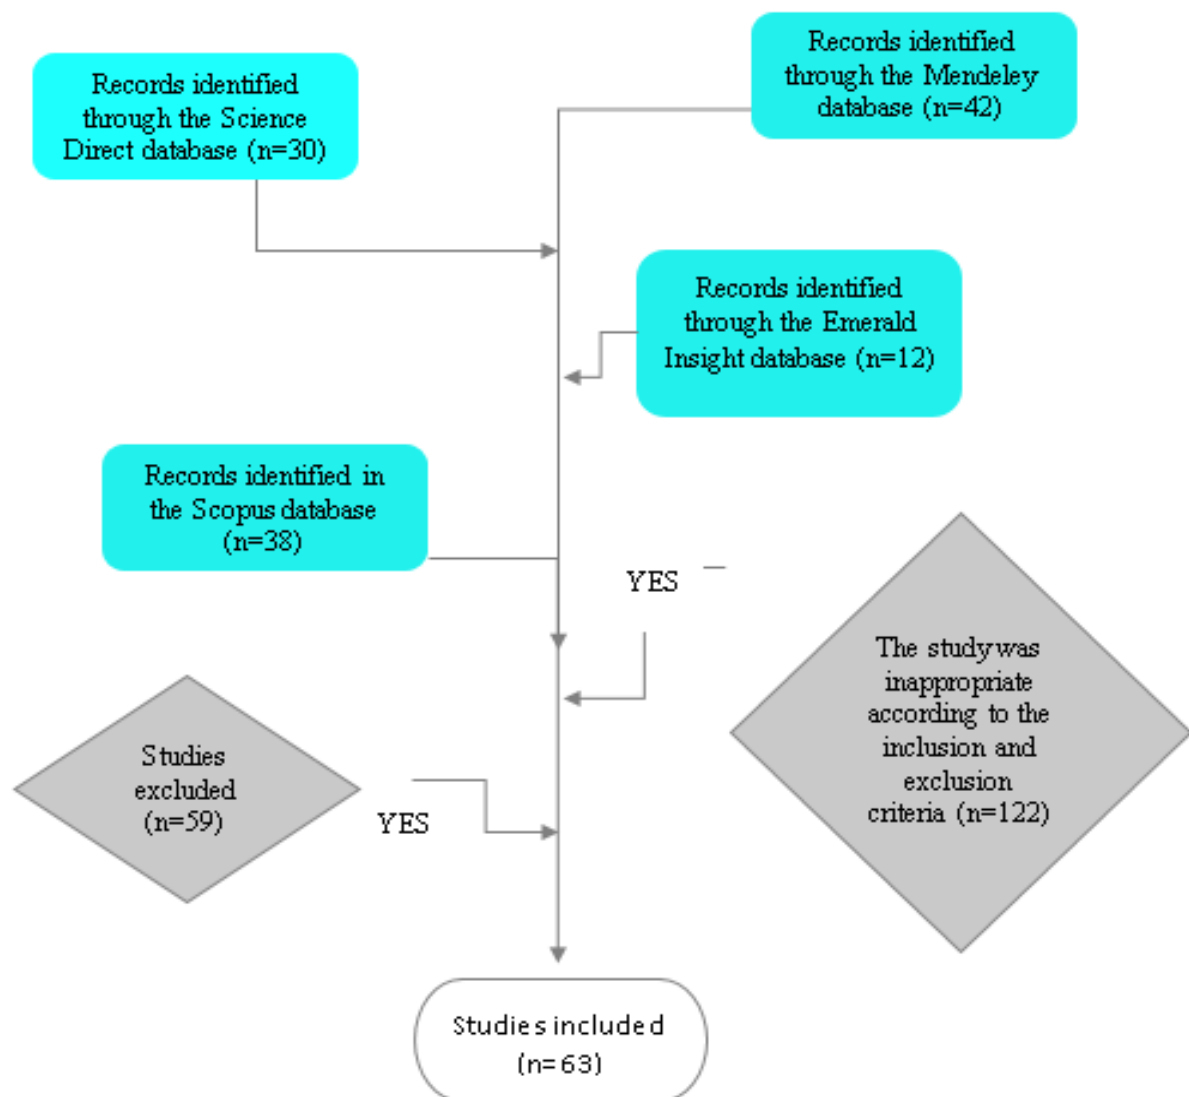 Records identified
through the Science
Direct database (n=30)
Records identified
through the Mendeley
database (n=42)
Records identified
through the Emerald
Insight database (n=12)
Records identified in
the Scopus database
(n=38)
YES
The study was
inappropriate
according to the
inclusion and
exclusion
criteria (n=122)
Studies
excluded
(n=59)
YES
Studies included
(n=63)